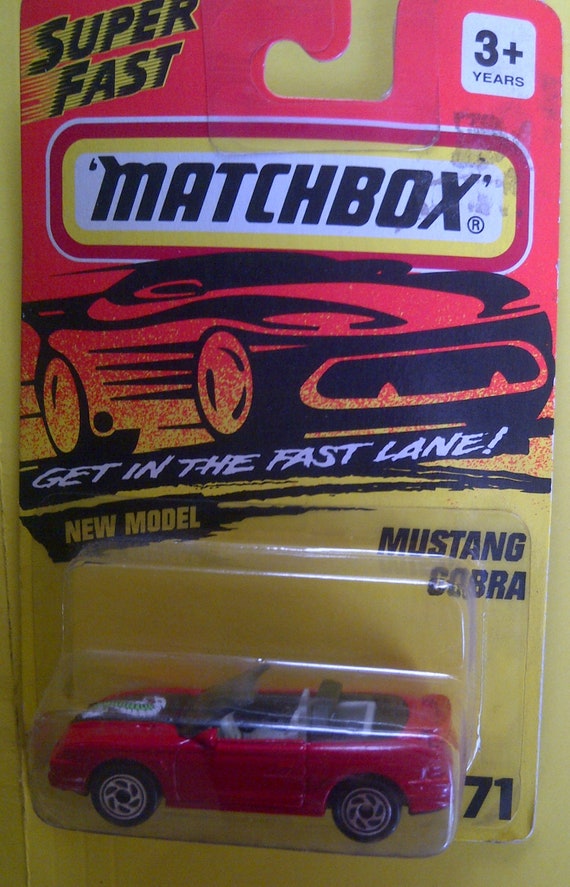 SUPER
FAST
3+
YEARS
'MATCHBOX'®
GET IN THE FAST LANE!
NEW MODEL
MUSTANG
COBRA
71